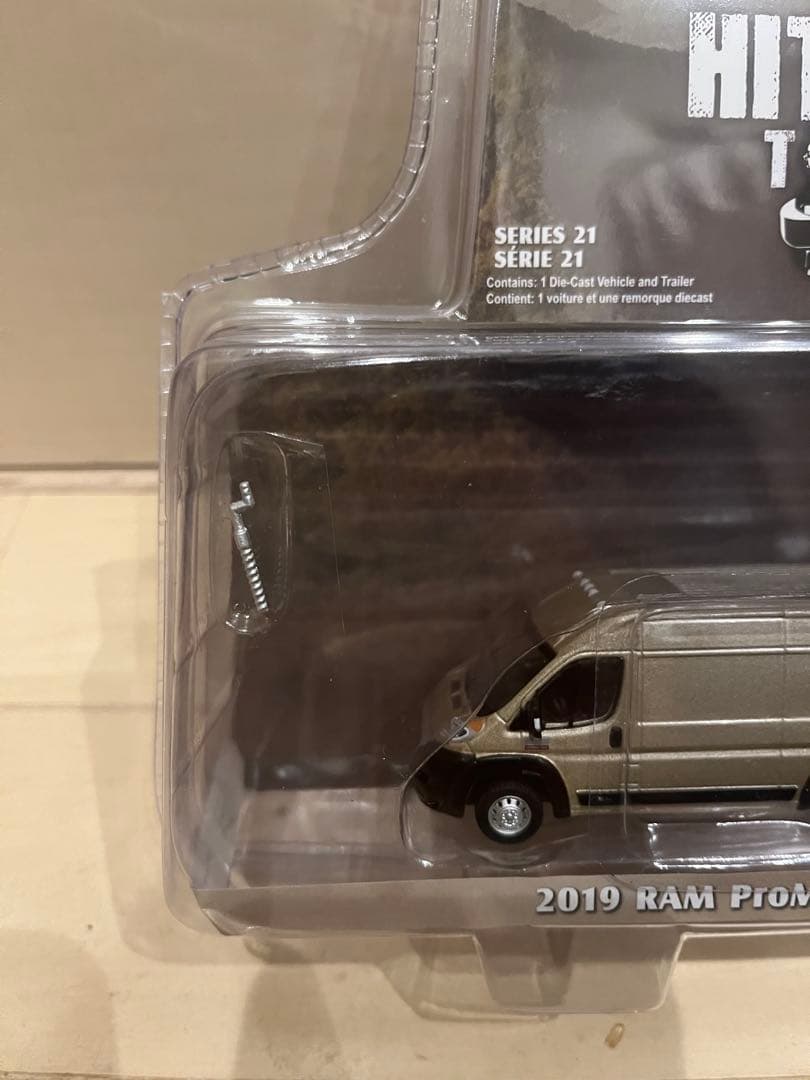 HIT
T
SERIES 21
SÉRIE 21
Contains: 1 Die-Cast Vehicle and Trailer
Contient: 1 voiture et une remorque diecast
2019 RAM ProM